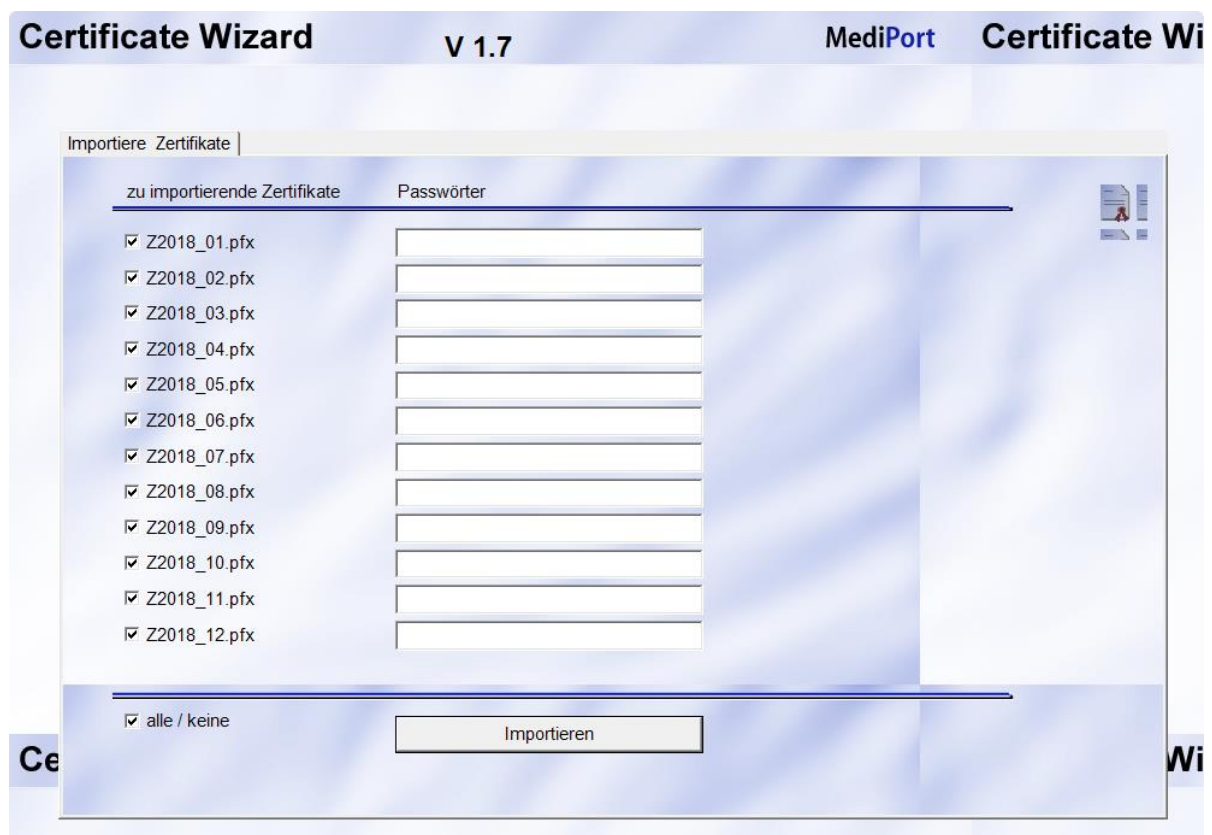 Certificate Wizard V 1.7 MediPort Certificate Wi
Importiere Zertifikate
zu importierende Zertifikate Passwörter
Z2018_01.pfx
Z2018_02.pfx
Z2018_03.pfx
Z2018_04.pfx
Z2018_05.pfx
Z2018_06.pfx
Z2018_07.pfx
Z2018_08.pfx
Z2018_09.pfx
Z2018_10.pfx
Z2018_11.pfx
Z2018_12.pfx
alle / keine Importieren
Ce Wi